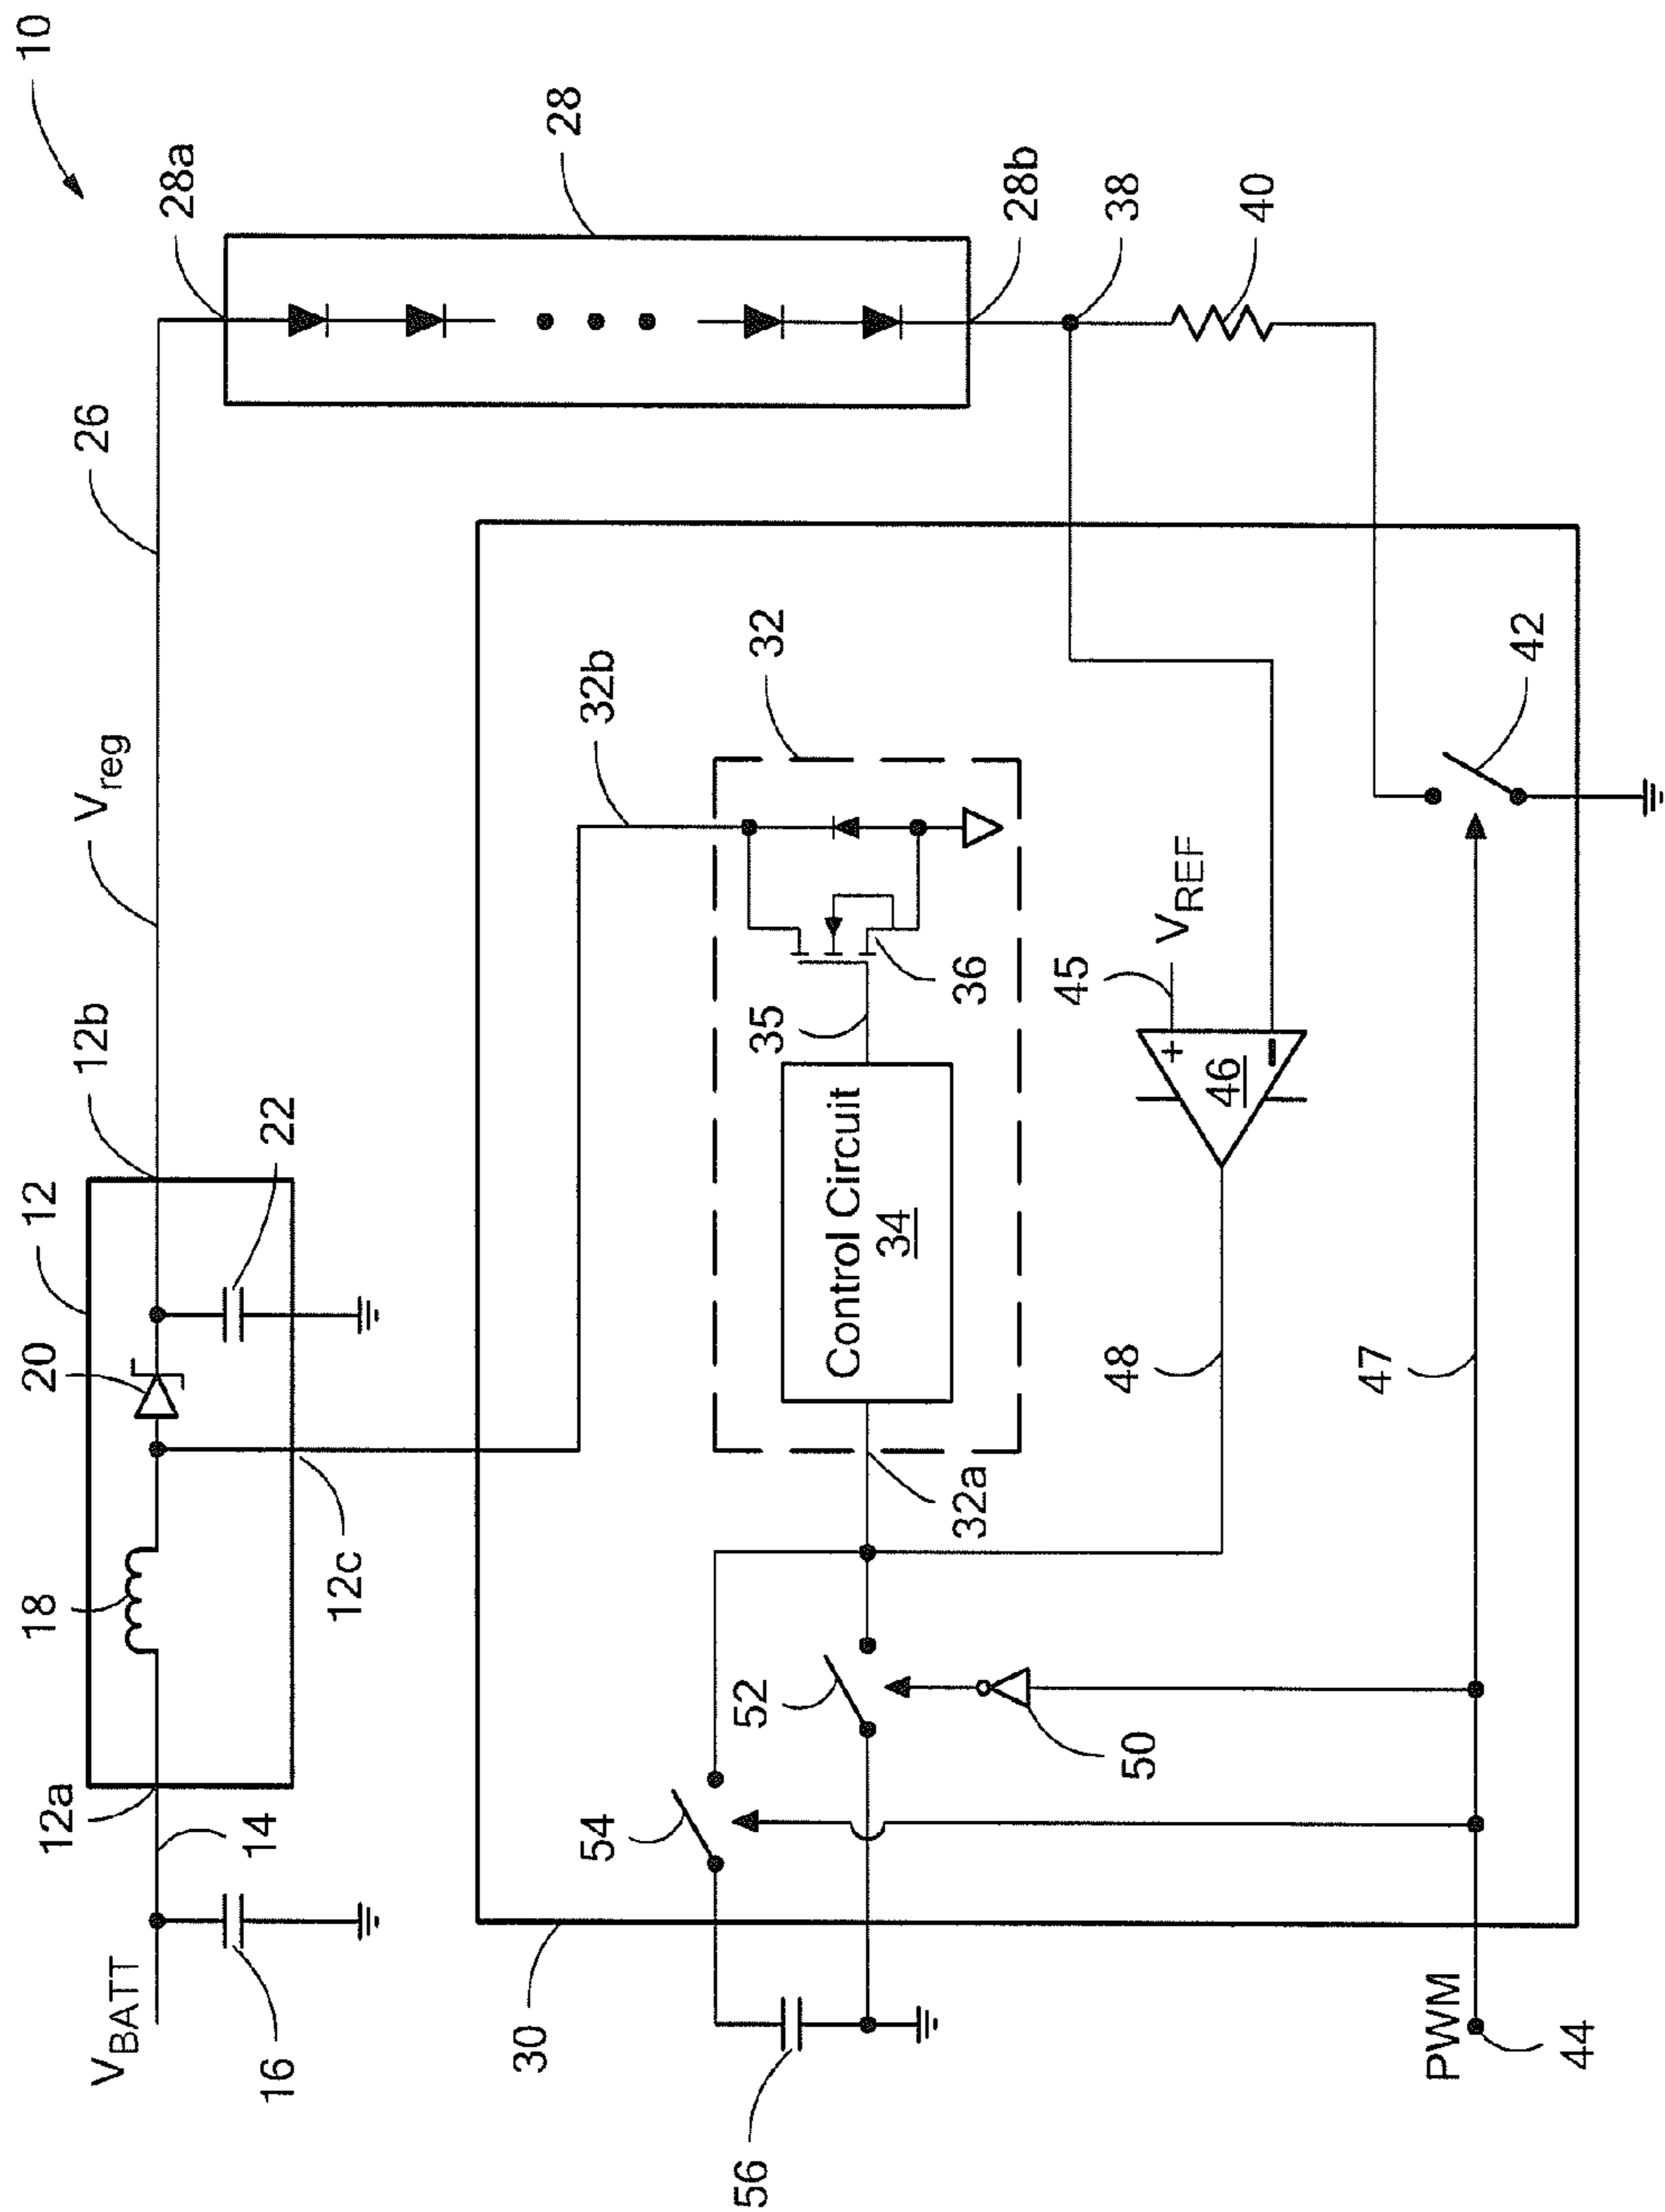 10
18
20
12
12a
12b
Vreg
26
VBATT
28a
16
14
22
12c
28
30
54
32b
56
52
32
35
Control Circuit
34
32a
36
28b
45
50
48
38
VREF
46
40
47
PWM
42
44